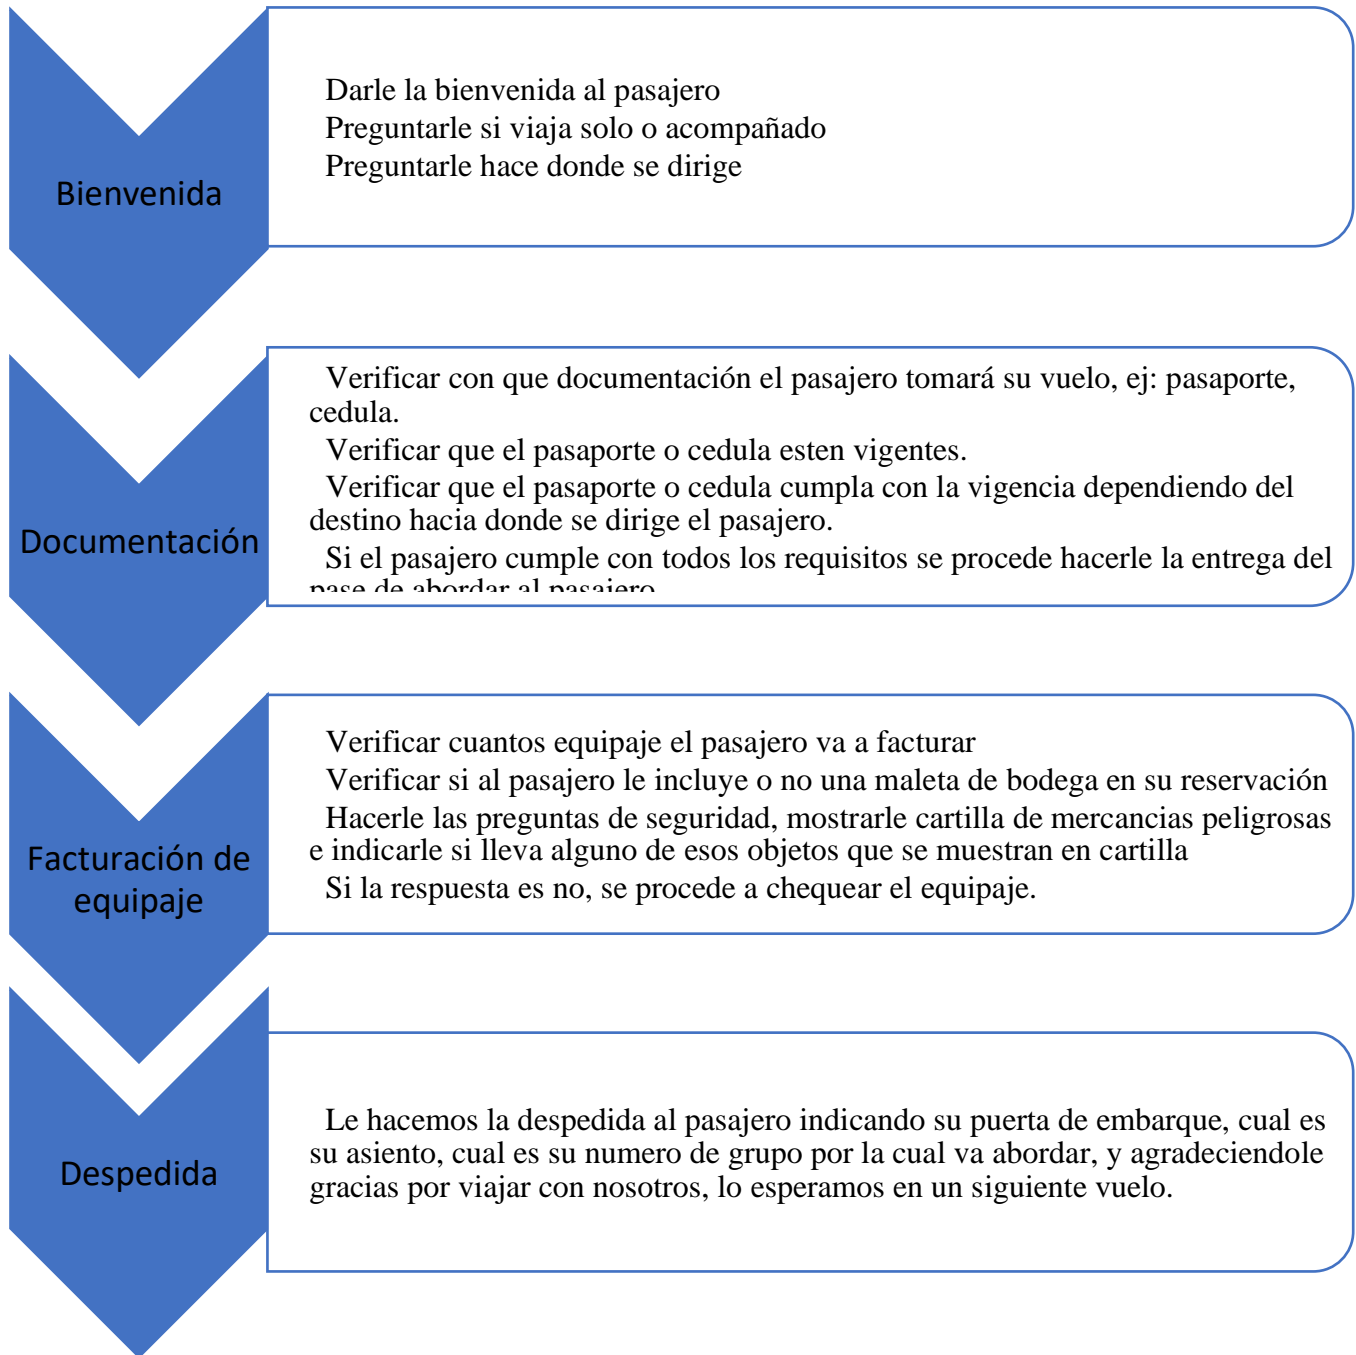 Bienvenida
Darle la bienvenida al pasajero
Preguntarle si viaja solo o acompañado
Preguntarle hace donde se dirige
Documentación
Verificar con que documentación el pasajero tomará su vuelo, ej: pasaporte,
cedula.
Verificar que el pasaporte o cedula esten vigentes.
Verificar que el pasaporte o cedula cumpla con la vigencia dependiendo del
destino hacia donde se dirige el pasajero.
Si el pasajero cumple con todos los requisitos se procede hacerle la entrega del
pase de abordar al pasajero
Facturación de
equipaje
Verificar cuantos equipaje el pasajero va a facturar
Verificar si al pasajero le incluye o no una maleta de bodega en su reservación
Hacerle las preguntas de seguridad, mostrarle cartilla de mercancias peligrosas
e indicarle si lleva alguno de esos objetos que se muestran en cartilla
Si la respuesta es no, se procede a chequear el equipaje.
Despedida
Le hacemos la despedida al pasajero indicando su puerta de embarque, cual es
su asiento, cual es su numero de grupo por la cual va abordar, y agradeciendole
gracias por viajar con nosotros, lo esperamos en un siguiente vuelo.